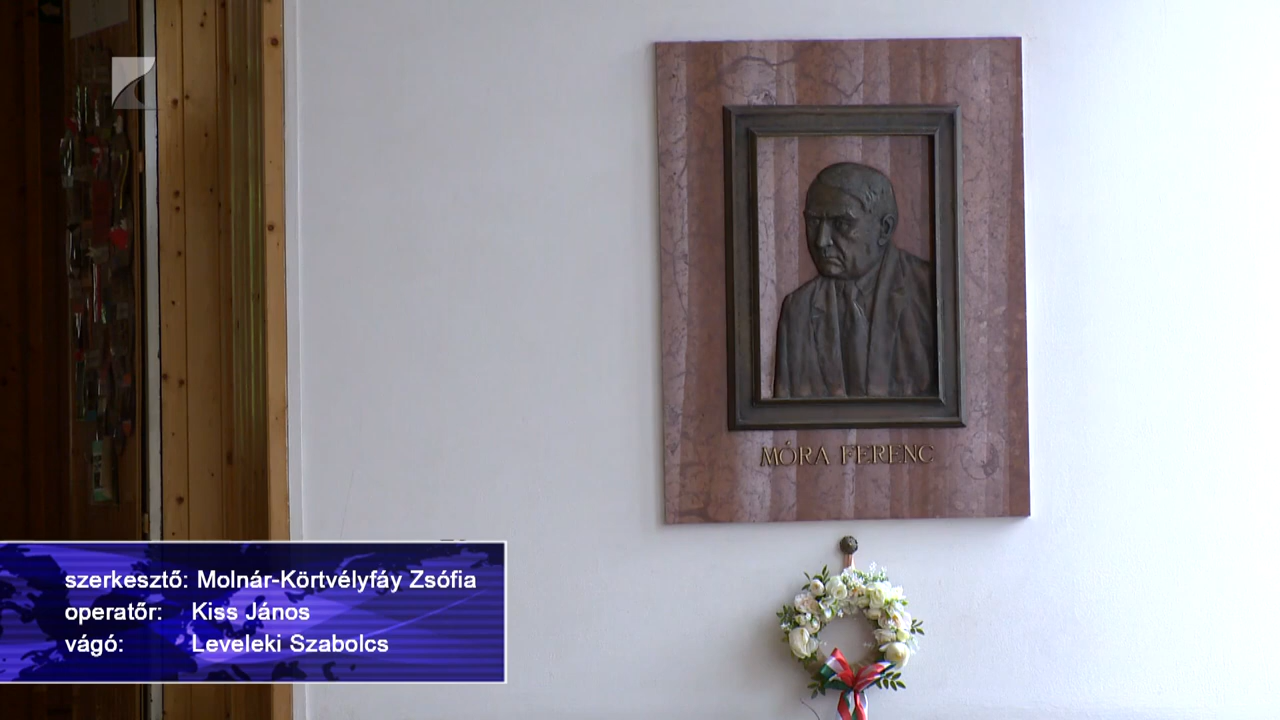 MÓRA FERENC
szerkesztő: Molnár-Körtvélyfáy Zsófia
operatőr: Kiss János
vágó: Leveleki Szabolcs